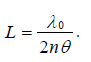 L = λ₀ / 2nθ .